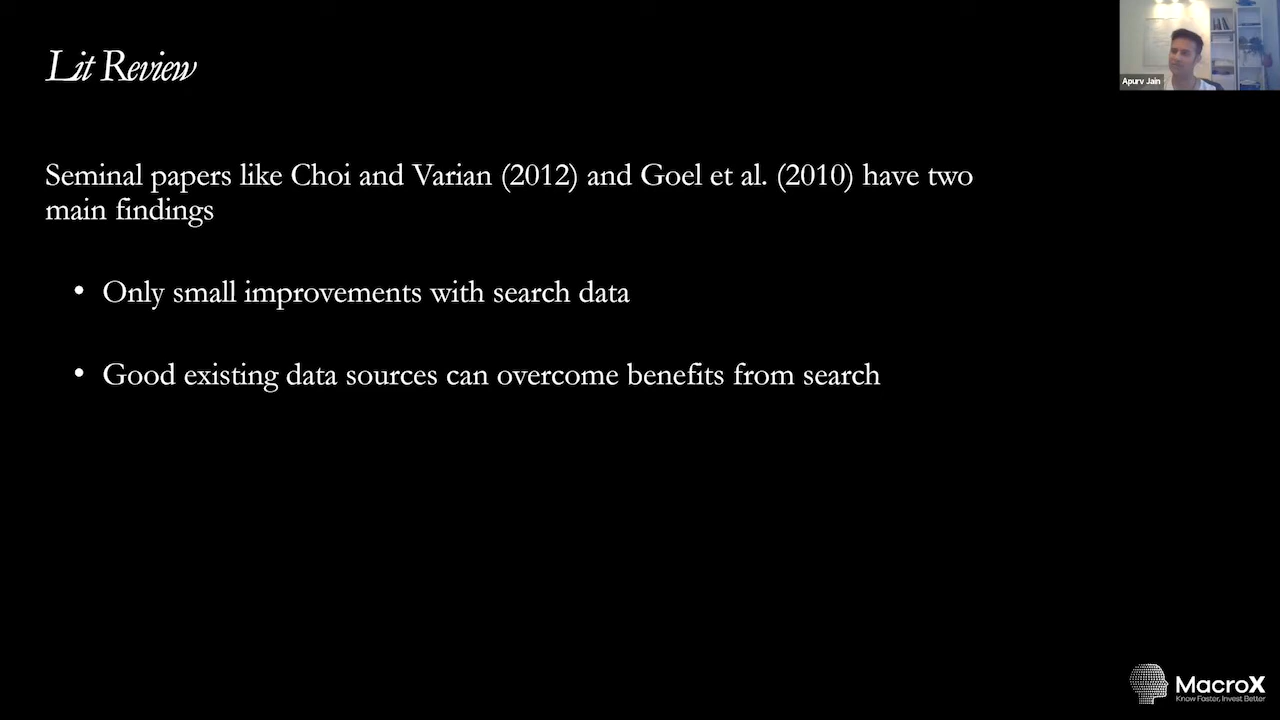 Lit Review
Apurv Jain
Seminal papers like Choi and Varian (2012) and Goel et al. (2010) have two
main findings
• Only small improvements with search data
• Good existing data sources can overcome benefits from search
MacroX
Know Faster, Invest Better